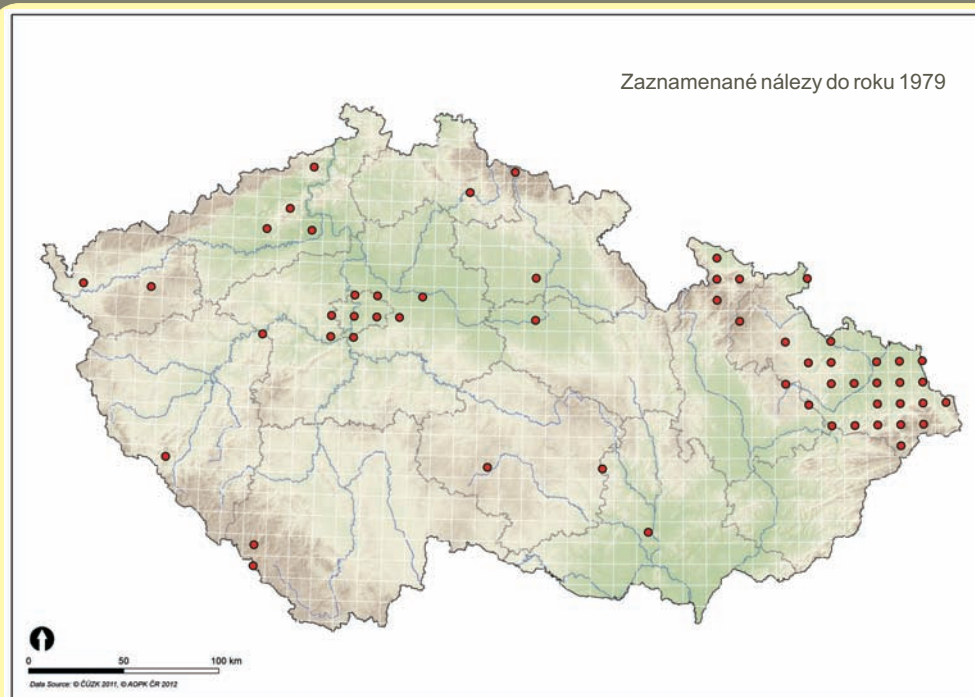 Zaznamenané nálezy do roku 1979
0 50 100 km
Data Source: © ČÚZK 2011, © AOPK ČR 2012